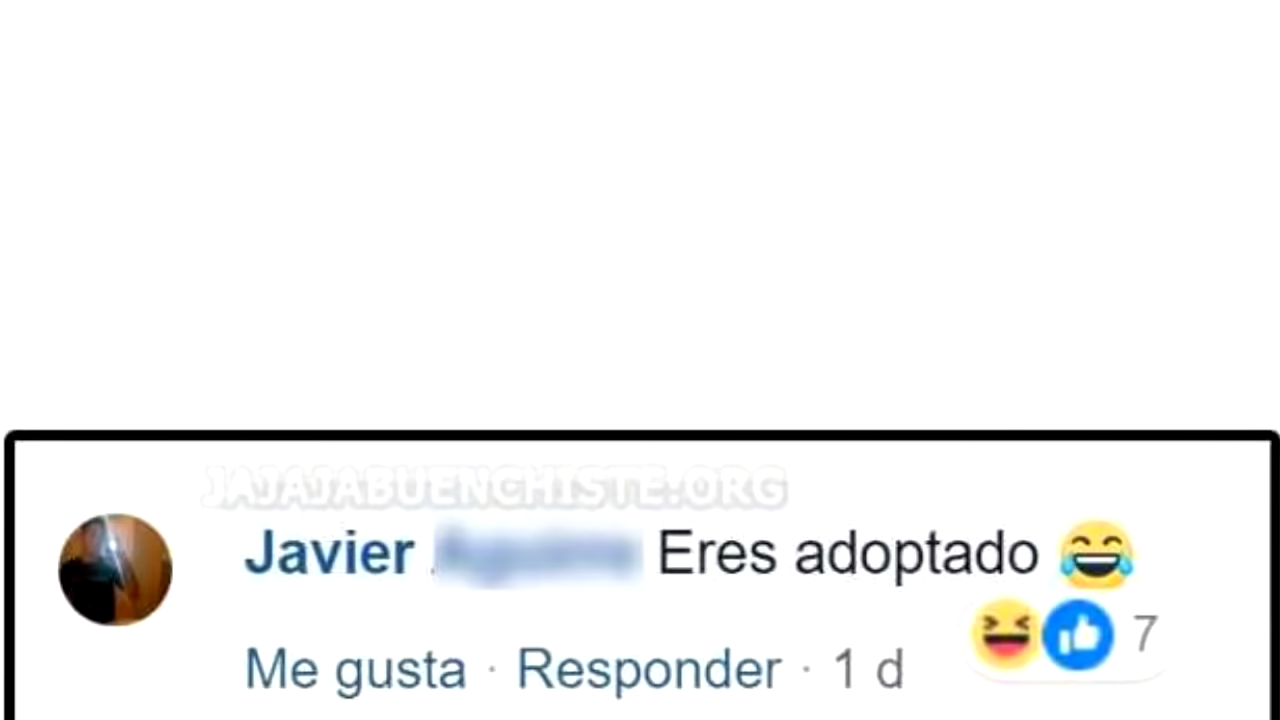 JAJAJABUENCHISTE.ORG
Javier Eres adoptado 😂
7
Me gusta · Responder · 1 d